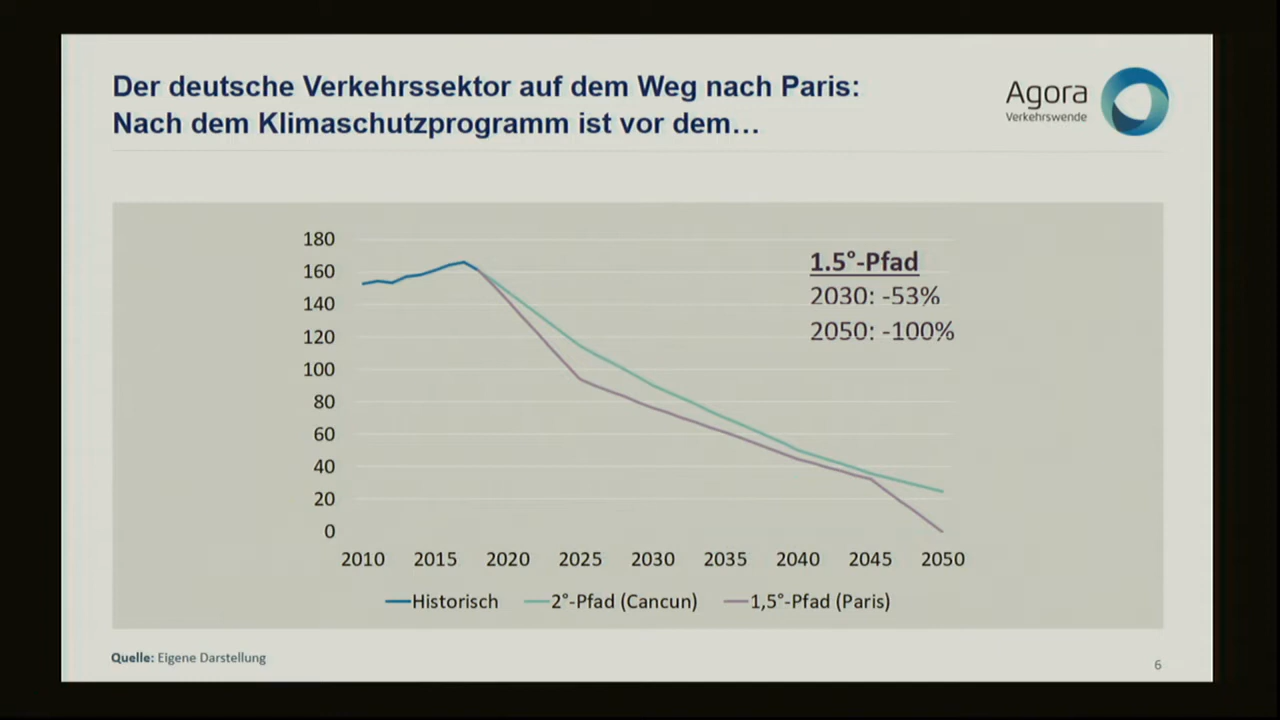 Der deutsche Verkehrssektor auf dem Weg nach Paris:
Nach dem Klimaschutzprogramm ist vor dem…
Agora
Verkehrswende
180
160
140
120
100
80
60
40
20
0
1.5°-Pfad
2030: -53%
2050: -100%
2010 2015 2020 2025 2030 2035 2040 2045 2050
Historisch 2°-Pfad (Cancun) 1,5°-Pfad (Paris)
Quelle: Eigene Darstellung
6